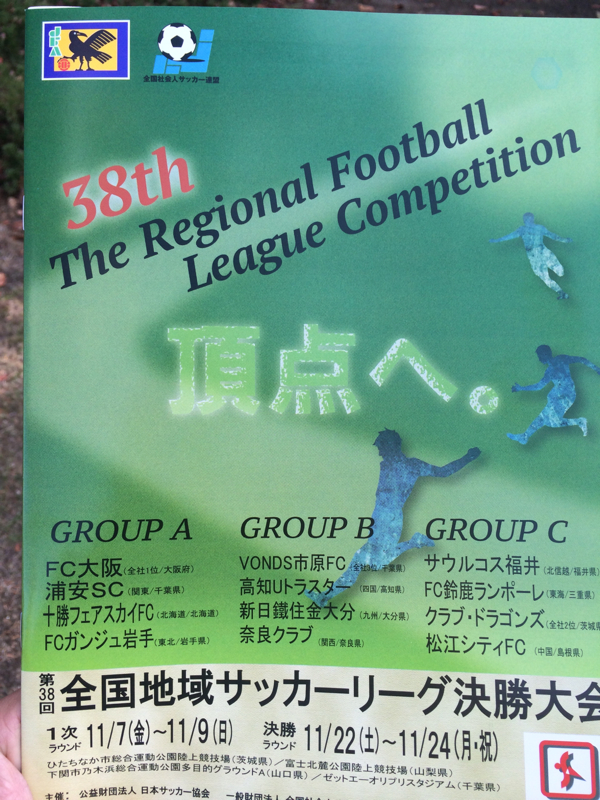 JFA
全国社会人サッカー連盟
38th
The Regional Football
League Competition
頂点へ。
GROUP A
FC大阪(全社1位/大阪府)
浦安SC(関東/千葉県)
十勝フェアスカイFC(北海道/北海道)
FCガンジュ岩手(東北/岩手県)
GROUP B
VONDS市原FC(全社3位/千葉県)
高知Uトラスター(四国/高知県)
新日鐵住金大分(九州/大分県)
奈良クラブ(関西/奈良県)
GROUP C
サウルコス福井(北信越/福井県)
FC鈴鹿ランポーレ(東海/三重県)
クラブ・ドラゴンズ(全社2位/茨城県
松江シティFC(中国/島根県)
第38回 全国地域サッカーリーグ決勝大会
1次ラウンド 11/7(金)~11/9(日) 決勝ラウンド 11/22(土)~11/24(月・祝)
ひたちなか市総合運動公園陸上競技場(茨城県)/富士北麓公園陸上競技場(山梨県)
下関市乃木浜総合運動公園多目的グラウンドA(山口県)/ゼットエーオリプリスタジアム(千葉県)
主催: 公益財団法人 日本サッカー協会 一般財団法人 全国社会